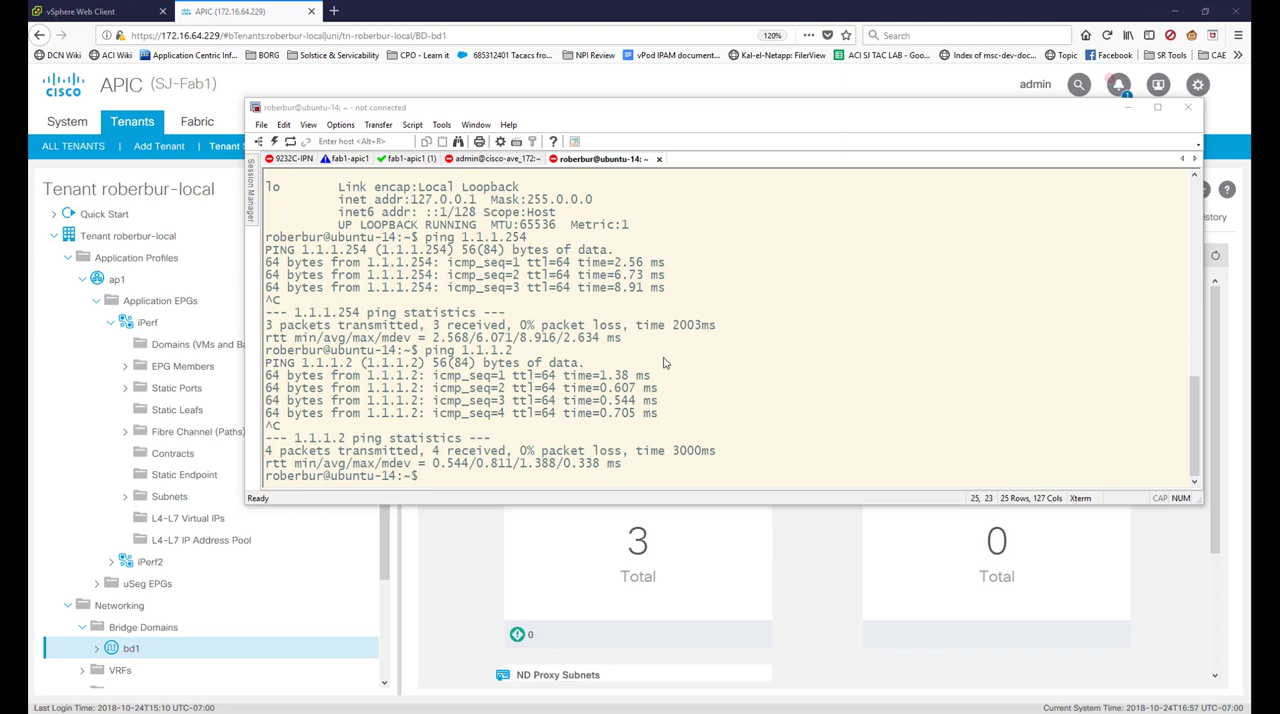 vSphere Web Client
APIC (172.16.64.229)
https://172.16.64.229/#bTenants:roberbur-local|uni/tn-roberbur-local/BD-bd1
120%
Search
DCN Wiki
ACI Wiki
Application Centric Inf...
BORG
Solstice & Servicability
CPO - Learn it
685312401 Tacacs from...
NPI Review
vPod IPAM document...
Kal-el-Netapp: FilerView
ACI SJ TAC LAB - Goo...
Index of msc-dev-doc...
Topic
Facebook
SR Tools
CAE
CISCO
APIC (SJ-Fab1)
admin
1
System
Tenants
Fabric
ALL TENANTS | Add Tenant | Tenant S
Tenant roberbur-local
Quick Start
Tenant roberbur-local
Application Profiles
ap1
Application EPGs
iPerf
Domains (VMs and Ba
EPG Members
Static Ports
Static Leafs
Fibre Channel (Paths)
Contracts
Static Endpoint
Subnets
L4-L7 Virtual IPs
L4-L7 IP Address Pool
iPerf2
uSeg EPGs
Networking
Bridge Domains
bd1
VRFs
roberbur@ubuntu-14: ~ - not connected
File Edit View Options Transfer Script Tools Window Help
Enter host <Alt+R>
9232C-IPN
fab1-apic1
fab1-apic1 (1)
admin@cisco-ave_172:~
roberbur@ubuntu-14: ~
Session Manager
lo Link encap:Local Loopback
inet addr:127.0.0.1 Mask:255.0.0.0
inet6 addr: ::1/128 Scope:Host
UP LOOPBACK RUNNING MTU:65536 Metric:1
roberbur@ubuntu-14:~$ ping 1.1.1.254
PING 1.1.1.254 (1.1.1.254) 56(84) bytes of data.
64 bytes from 1.1.1.254: icmp_seq=1 ttl=64 time=2.56 ms
64 bytes from 1.1.1.254: icmp_seq=2 ttl=64 time=6.73 ms
64 bytes from 1.1.1.254: icmp_seq=3 ttl=64 time=8.91 ms
^C
--- 1.1.1.254 ping statistics ---
3 packets transmitted, 3 received, 0% packet loss, time 2003ms
rtt min/avg/max/mdev = 2.568/6.071/8.916/2.634 ms
roberbur@ubuntu-14:~$ ping 1.1.1.2
PING 1.1.1.2 (1.1.1.2) 56(84) bytes of data.
64 bytes from 1.1.1.2: icmp_seq=1 ttl=64 time=1.38 ms
64 bytes from 1.1.1.2: icmp_seq=2 ttl=64 time=0.607 ms
64 bytes from 1.1.1.2: icmp_seq=3 ttl=64 time=0.544 ms
64 bytes from 1.1.1.2: icmp_seq=4 ttl=64 time=0.705 ms
^C
--- 1.1.1.2 ping statistics ---
4 packets transmitted, 4 received, 0% packet loss, time 3000ms
rtt min/avg/max/mdev = 0.544/0.811/1.388/0.338 ms
roberbur@ubuntu-14:~$
Ready
25, 23
25 Rows, 127 Cols
Xterm
CAP NUM
istory
3
Total
0
0
Total
ND Proxy Subnets
Last Login Time: 2018-10-24T15:10 UTC-07:00
Current System Time: 2018-10-24T16:57 UTC-07:00